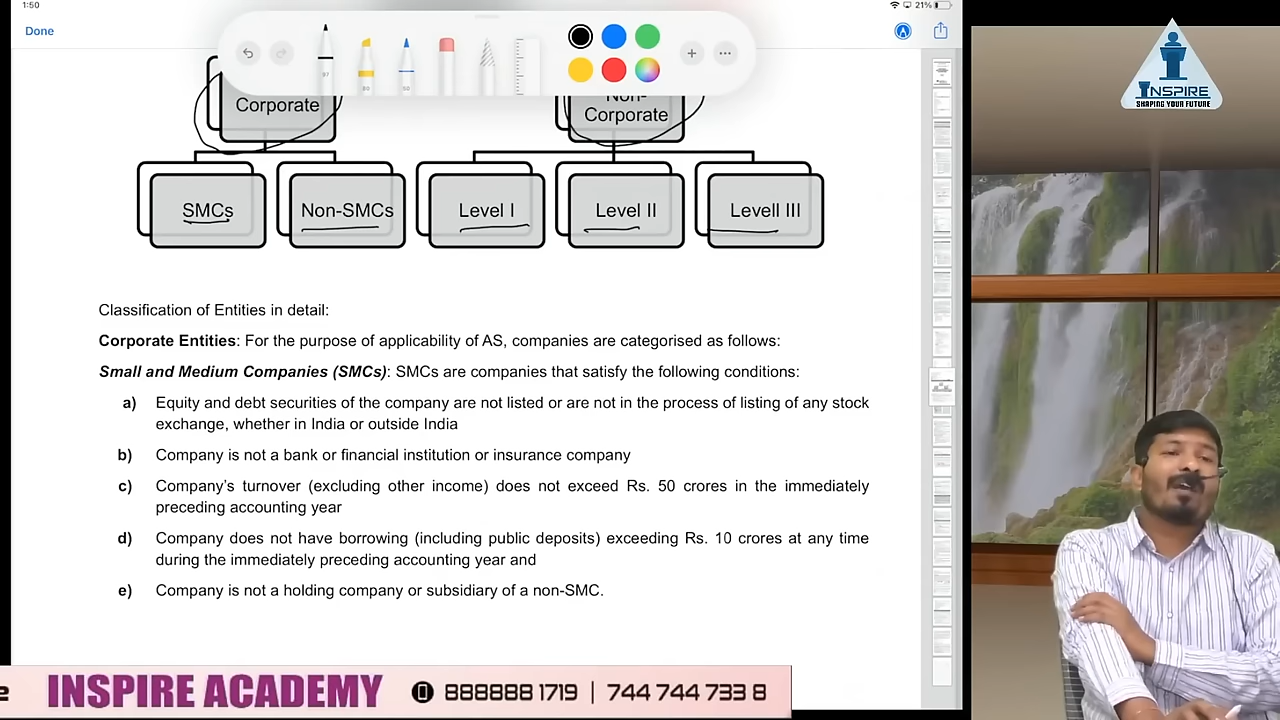 1:50
21%
Done
97
80
50
Corporate
Non-
Corporate
SMCs
Non-SMCs
Level I
Level II
Levell III
Classification of Entities in detail:
Corporate Entities: For the purpose of applicability of AS, companies are categorised as follows:
Small and Medium Companies (SMCs): SMCs are companies that satisfy the following conditions:
a) Equity and debt securities of the company are not listed or are not in the process of listing of any stock
exchange, whether in India or outside India
b) Company is not a bank or financial institution or insurance company
c) Company's turnover (excluding other income) does not exceed Rs. 50 crores in the immediately
preceding accounting year
d) Company does not have borrowing (including public deposits) exceeding Rs. 10 crores at any time
during the immediately preceding accounting year and
e) Company is not a holding company or subsidiary of a non-SMC.
INSPIRE
SHAPING YOUR FUTURE
e INSPIRE ACADEMY 888888 1719 | 744 744 733 8